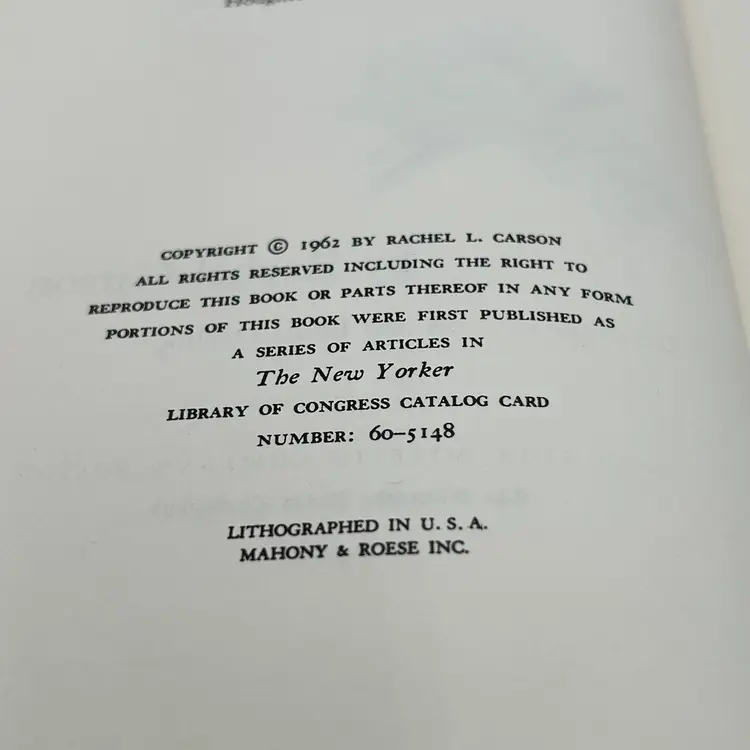 COPYRIGHT © 1962 BY RACHEL L. CARSON
ALL RIGHTS RESERVED INCLUDING THE RIGHT TO
REPRODUCE THIS BOOK OR PARTS THEREOF IN ANY FORM
PORTIONS OF THIS BOOK WERE FIRST PUBLISHED AS
A SERIES OF ARTICLES IN
The New Yorker
LIBRARY OF CONGRESS CATALOG CARD
NUMBER: 60-5148
LITHOGRAPHED IN U. S. A.
MAHONY & ROESE INC.